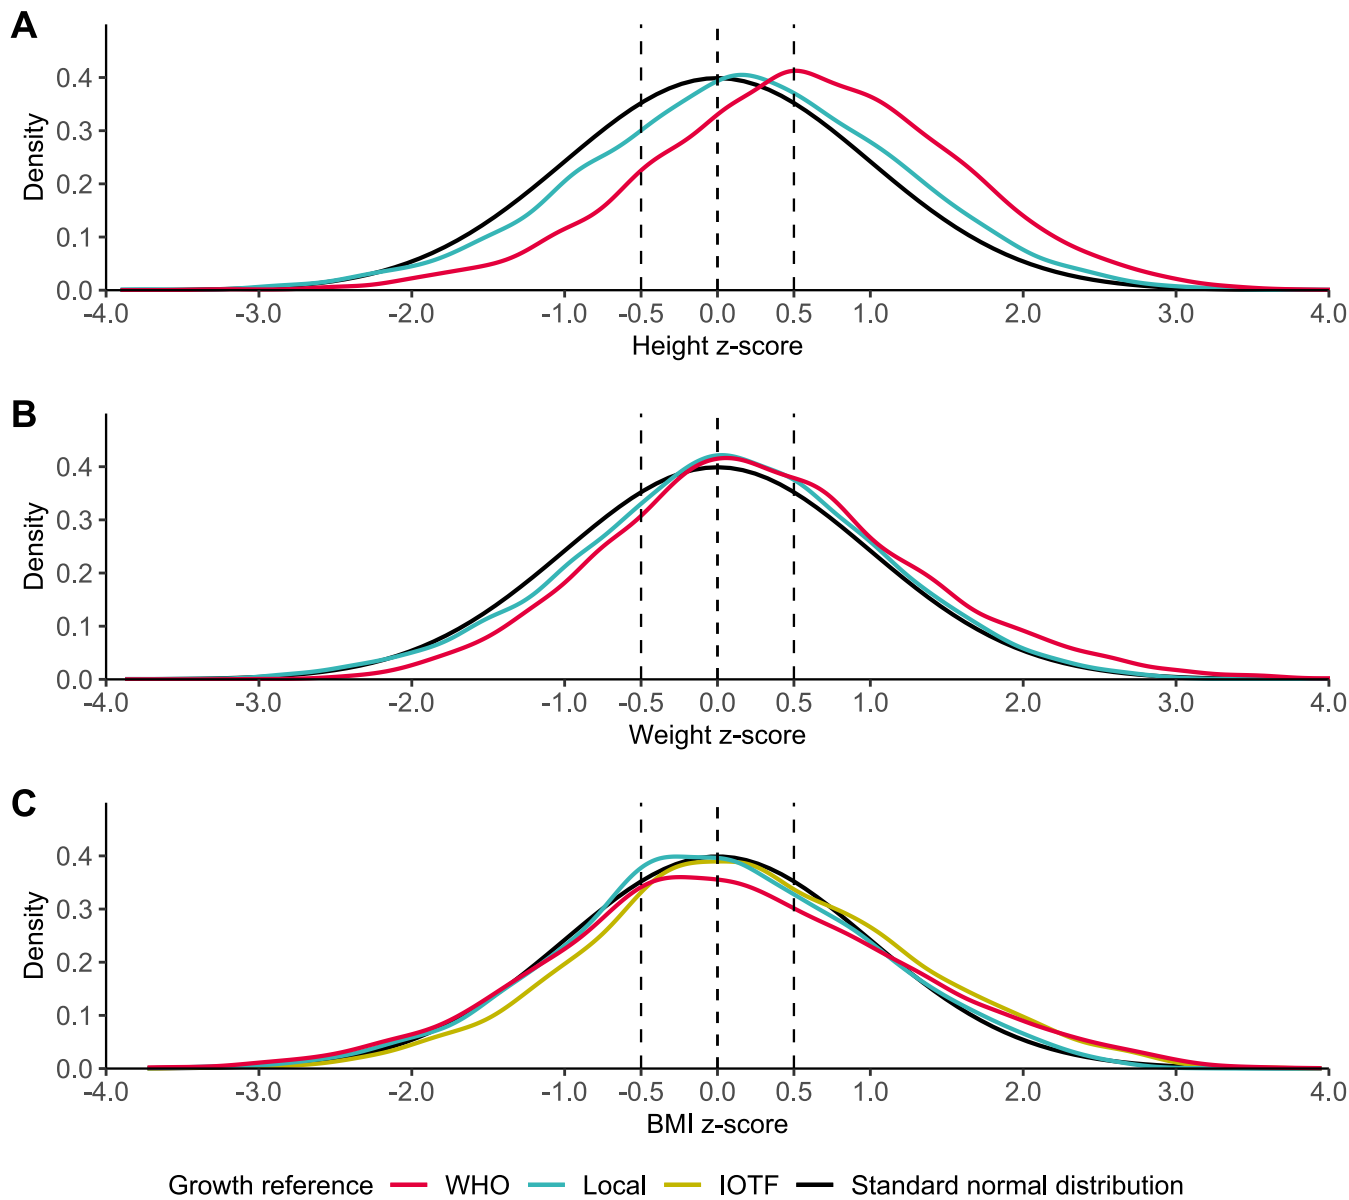 A
Density
0.4
0.3
0.2
0.1
0.0
−4.0 −3.0 −2.0 −1.0 −0.5 0.0 0.5 1.0 2.0 3.0 4.0
Height z-score
B
Density
0.4
0.3
0.2
0.1
0.0
−4.0 −3.0 −2.0 −1.0 −0.5 0.0 0.5 1.0 2.0 3.0 4.0
Weight z-score
C
Density
0.4
0.3
0.2
0.1
0.0
−4.0 −3.0 −2.0 −1.0 −0.5 0.0 0.5 1.0 2.0 3.0 4.0
BMI z-score
Growth reference WHO Local IOTF Standard normal distribution